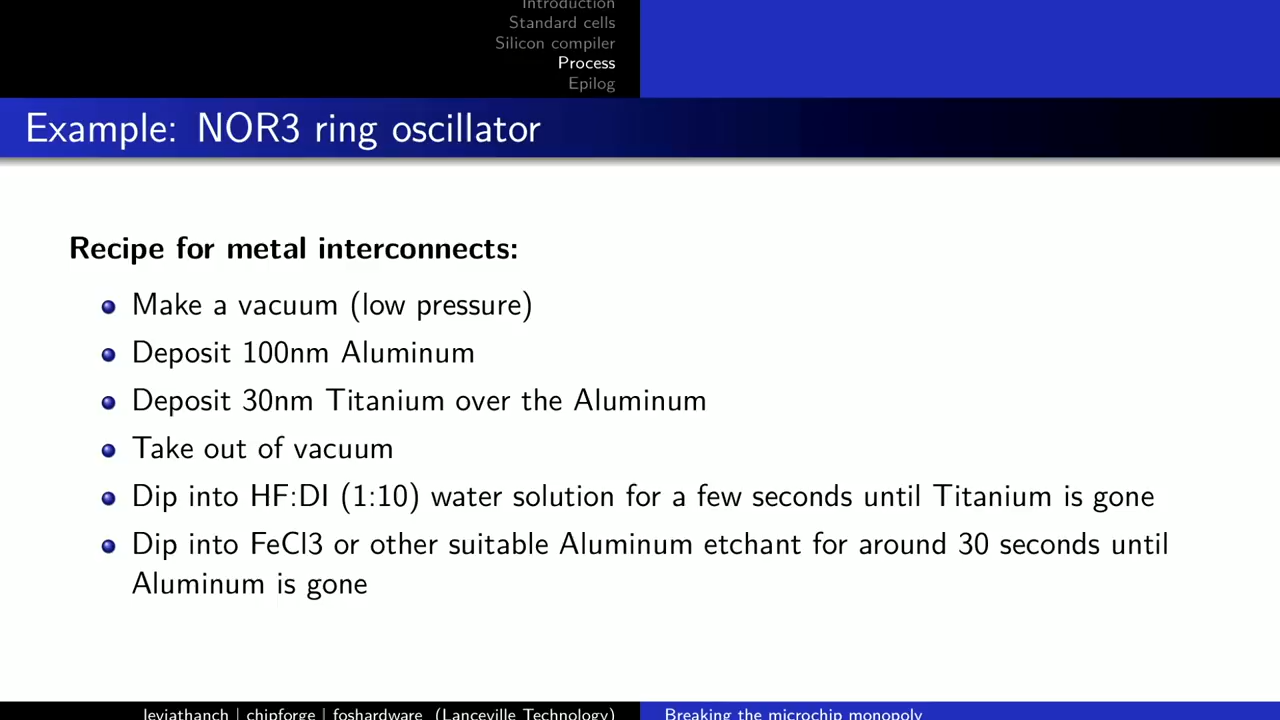 Introduction
Standard cells
Silicon compiler
Process
Epilog
Example: NOR3 ring oscillator
Recipe for metal interconnects:
Make a vacuum (low pressure)
Deposit 100nm Aluminum
Deposit 30nm Titanium over the Aluminum
Take out of vacuum
Dip into HF:DI (1:10) water solution for a few seconds until Titanium is gone
Dip into FeCl3 or other suitable Aluminum etchant for around 30 seconds until
Aluminum is gone
leviathanch | chipforge | foshardware (Lanceville Technology)
Breaking the microchip monopoly